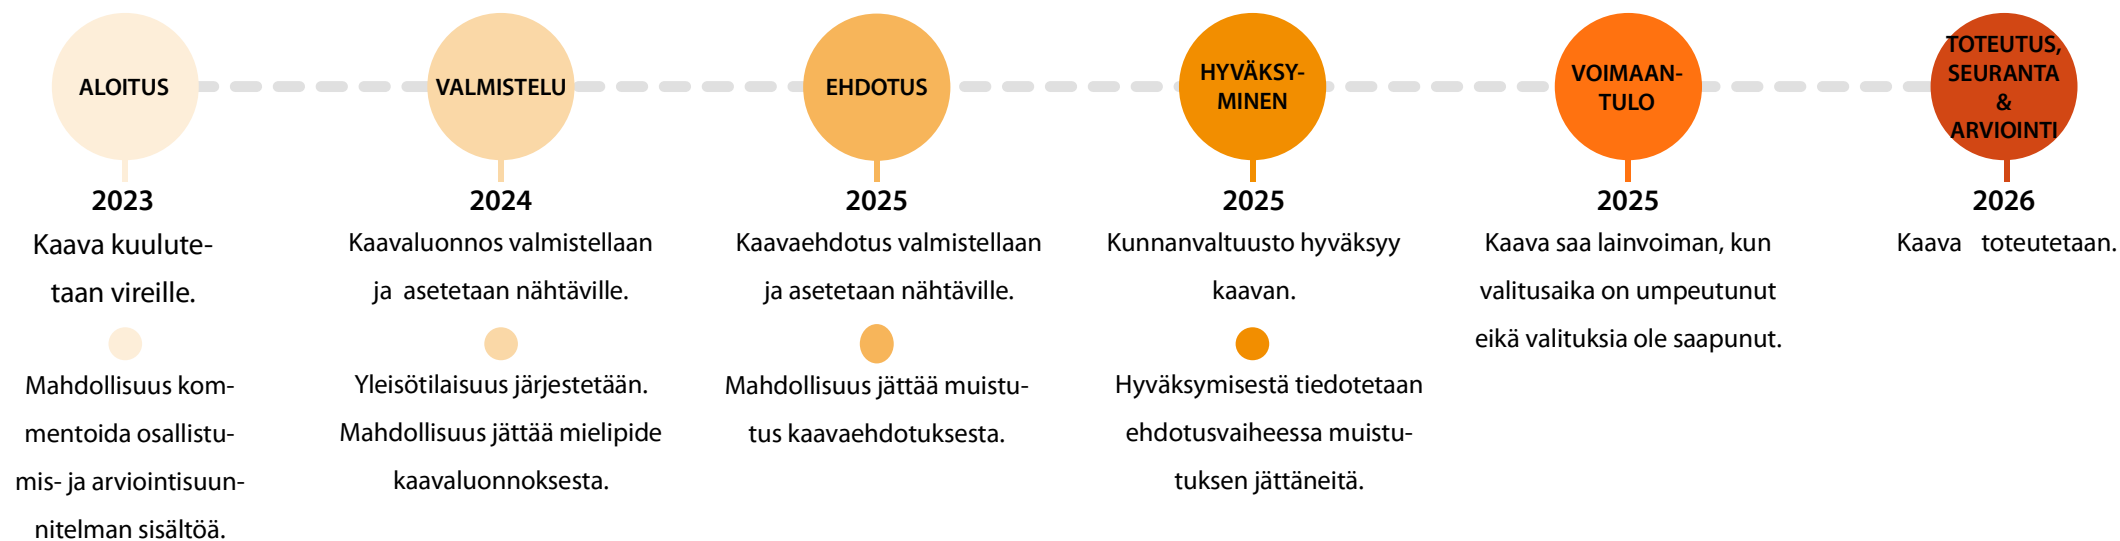 ALOITUS
2023
Kaava kuulute-
taan vireille.
Mahdollisuus kom-
mentoida osallistu-
mis- ja arviointisuun-
nitelman sisältöä.
VALMISTELU
2024
Kaavaluonnos valmistellaan
ja asetetaan nähtäville.
Yleisötilaisuus järjestetään.
Mahdollisuus jättää mielipide
kaavaluonnoksesta.
EHDOTUS
2025
Kaavaehdotus valmistellaan
ja asetetaan nähtäville.
Mahdollisuus jättää muistu-
tus kaavaehdotuksesta.
HYVÄKSY-
MINEN
2025
Kunnanvaltuusto hyväksyy
kaavan.
Hyväksymisestä tiedotetaan
ehdotusvaiheessa muistu-
tuksen jättäneitä.
VOIMAAN-
TULO
2025
Kaava saa lainvoiman, kun
valitusaika on umpeutunut
eikä valituksia ole saapunut.
TOTEUTUS,
SEURANTA
&
ARVIOINTI
2026
Kaava toteutetaan.